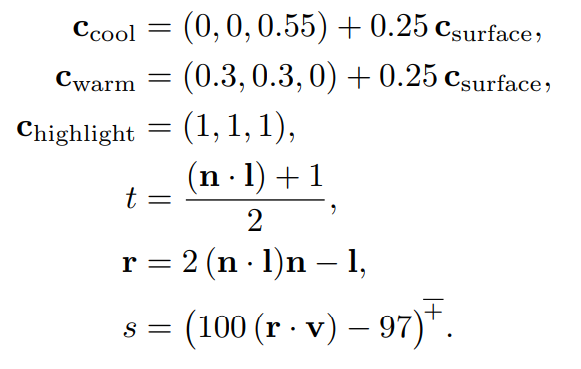 c_cool = (0, 0, 0.55) + 0.25 c_surface,
c_warm = (0.3, 0.3, 0) + 0.25 c_surface,
c_highlight = (1, 1, 1),
t = ((n · l) + 1) / 2,
r = 2 (n · l)n − l,
s = (100 (r · v) − 97)^∓.